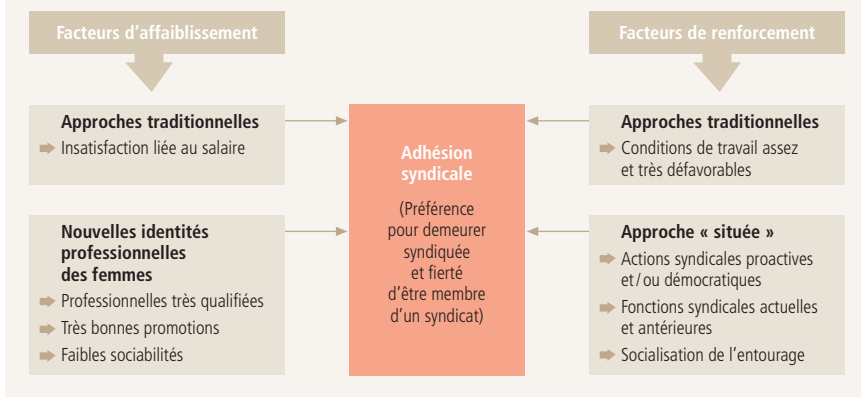 Facteurs d'affaiblissement
Approches traditionnelles
Insatisfaction liée au salaire
Nouvelles identités
professionnelles
des femmes
Professionnelles très qualifiées
Très bonnes promotions
Faibles sociabilités
Adhésion
syndicale
(Préférence
pour demeurer
syndiquée
et fierté
d'être membre
d'un syndicat)
Facteurs de renforcement
Approches traditionnelles
Conditions de travail assez
et très défavorables
Approche « située »
Actions syndicales proactives
et/ou démocratiques
Fonctions syndicales actuelles
et antérieures
Socialisation de l'entourage